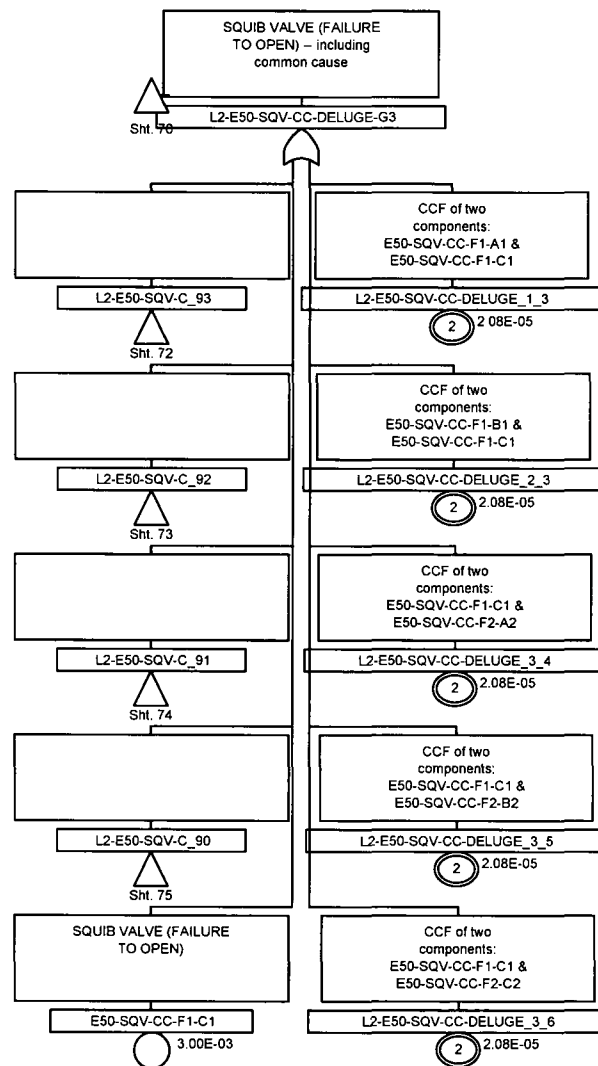 SQUIB VALVE (FAILURE
TO OPEN) – including
common cause
L2-E50-SQV-CC-DELUGE-G3
Sht. 70
L2-E50-SQV-C_93
Sht. 72
CCF of two
components:
E50-SQV-CC-F1-A1 &
E50-SQV-CC-F1-C1
L2-E50-SQV-CC-DELUGE_1_3
2
2.08E-05
L2-E50-SQV-C_92
Sht. 73
CCF of two
components:
E50-SQV-CC-F1-B1 &
E50-SQV-CC-F1-C1
L2-E50-SQV-CC-DELUGE_2_3
2
2.08E-05
L2-E50-SQV-C_91
Sht. 74
CCF of two
components:
E50-SQV-CC-F1-C1 &
E50-SQV-CC-F2-A2
L2-E50-SQV-CC-DELUGE_3_4
2
2.08E-05
L2-E50-SQV-C_90
Sht. 75
CCF of two
components:
E50-SQV-CC-F1-C1 &
E50-SQV-CC-F2-B2
L2-E50-SQV-CC-DELUGE_3_5
2
2.08E-05
SQUIB VALVE (FAILURE
TO OPEN)
E50-SQV-CC-F1-C1
3.00E-03
CCF of two
components:
E50-SQV-CC-F1-C1 &
E50-SQV-CC-F2-C2
L2-E50-SQV-CC-DELUGE_3_6
2
2.08E-05